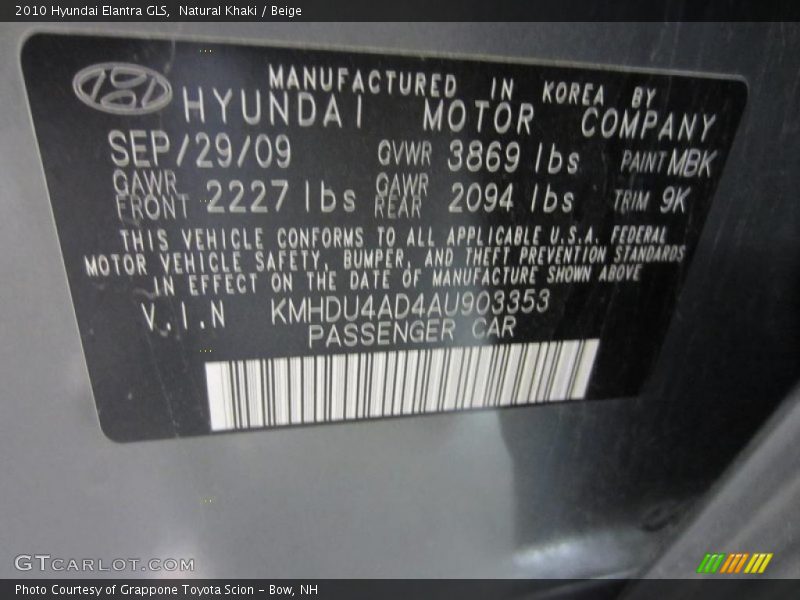 2010 Hyundai Elantra GLS,  Natural Khaki / Beige
MANUFACTURED IN KOREA BY
HYUNDAI MOTOR COMPANY
SEP/29/09 GVWR 3869 lbs PAINT MBK
GAWR FRONT 2227 lbs GAWR REAR 2094 lbs TRIM 9K
THIS VEHICLE CONFORMS TO ALL APPLICABLE U.S.A. FEDERAL
MOTOR VEHICLE SAFETY, BUMPER, AND THEFT PREVENTION STANDARDS
IN EFFECT ON THE DATE OF MANUFACTURE SHOWN ABOVE
V.I.N KMHDU4AD4AU903353
PASSENGER CAR
GTCARLOT.COM
Photo Courtesy of Grappone Toyota Scion - Bow, NH